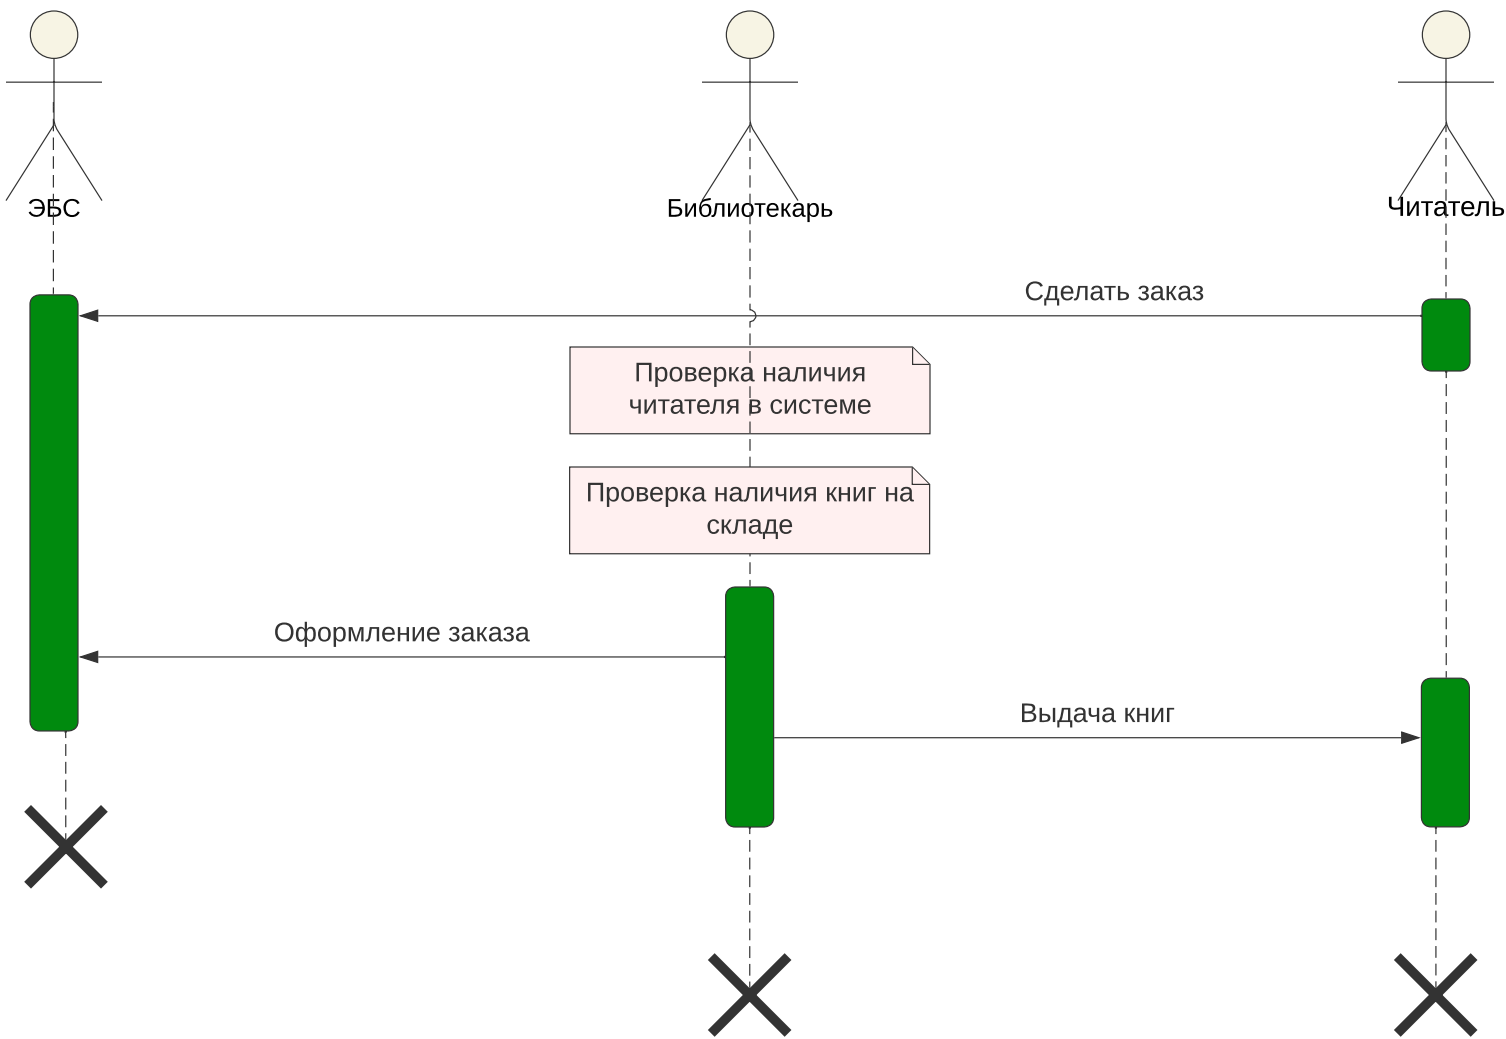 ЭБС
Библиотекарь
Читатель
Сделать заказ
Проверка наличия
читателя в системе
Проверка наличия книг на
складе
Оформление заказа
Выдача книг